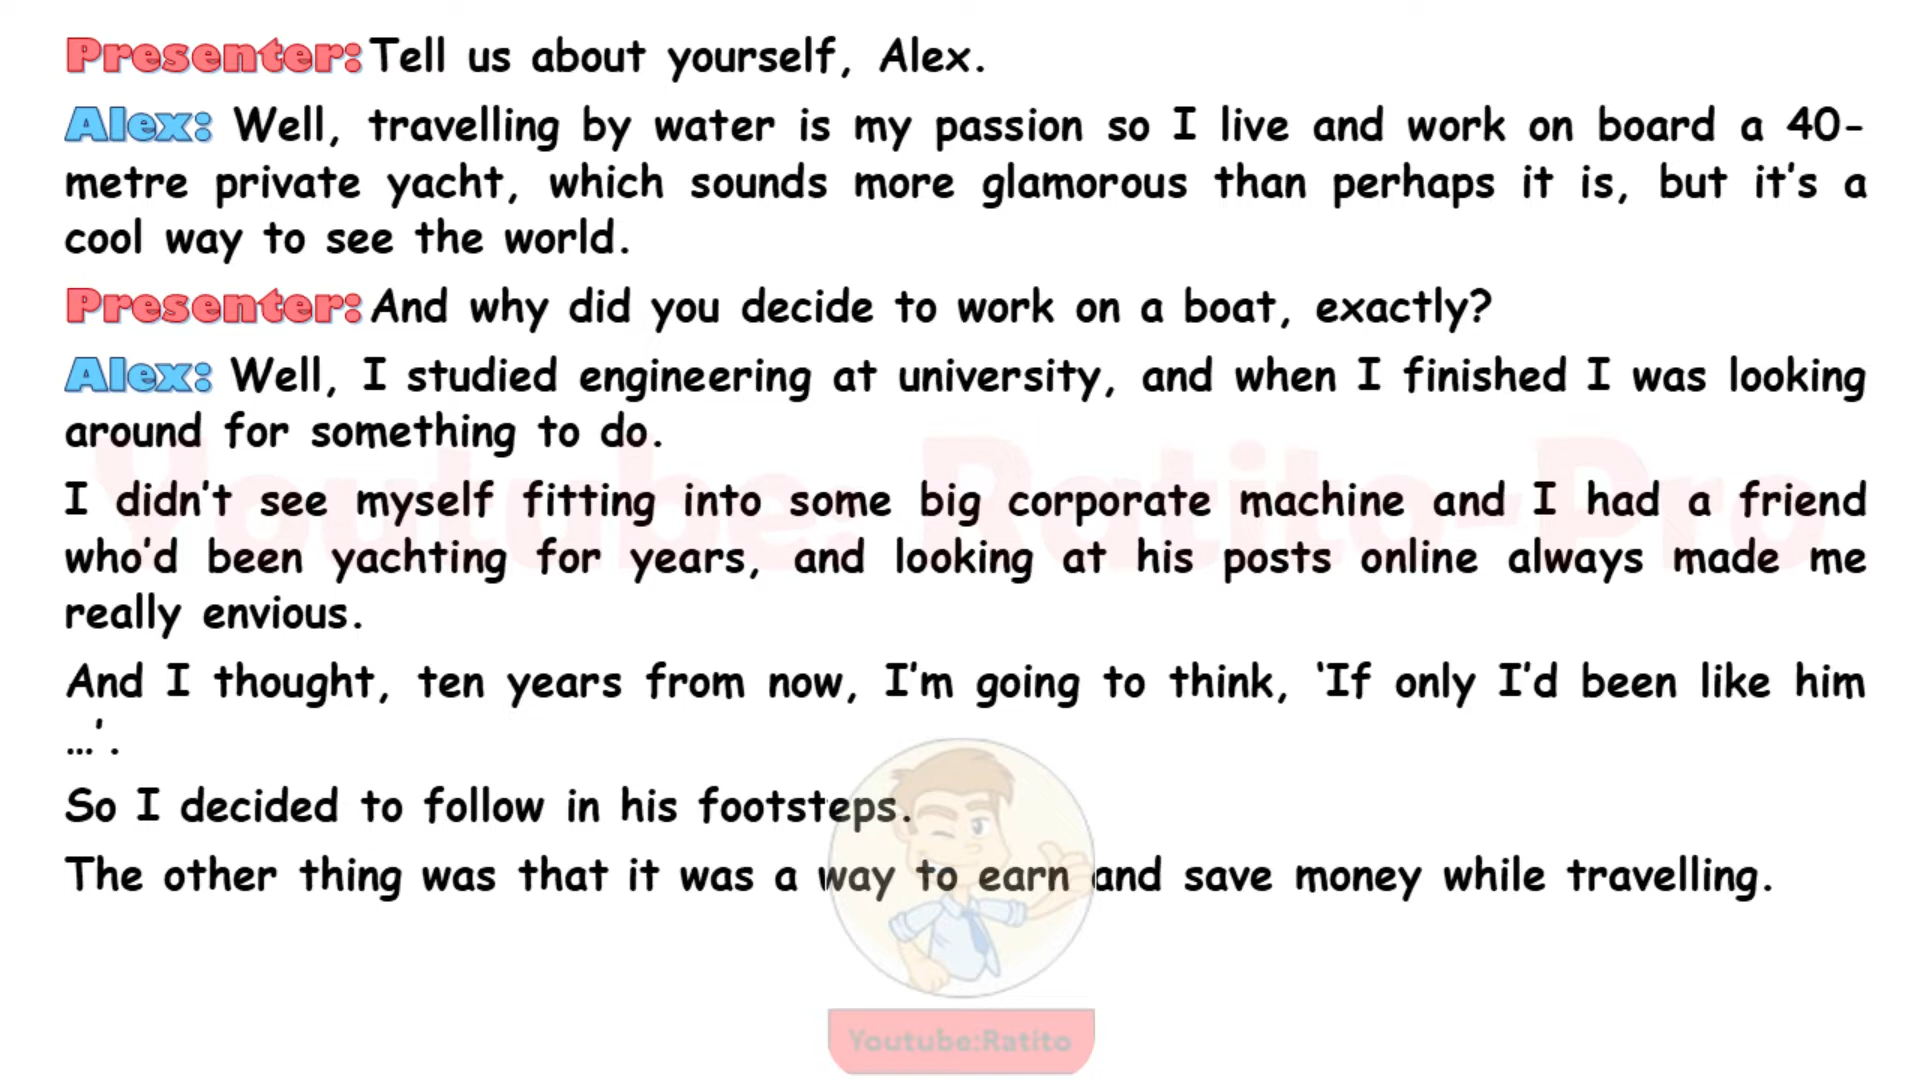 Presenter: Tell us about yourself, Alex.
Alex: Well, travelling by water is my passion so I live and work on board a 40-
metre private yacht, which sounds more glamorous than perhaps it is, but it's a
cool way to see the world.
Presenter: And why did you decide to work on a boat, exactly?
Alex: Well, I studied engineering at university, and when I finished I was looking
around for something to do.
Youtube: Ratito-Pro
I didn't see myself fitting into some big corporate machine and I had a friend
who'd been yachting for years, and looking at his posts online always made me
really envious.
And I thought, ten years from now, I'm going to think, ‘If only I'd been like him
…’.
So I decided to follow in his footsteps.
The other thing was that it was a way to earn and save money while travelling.
Youtube:Ratito